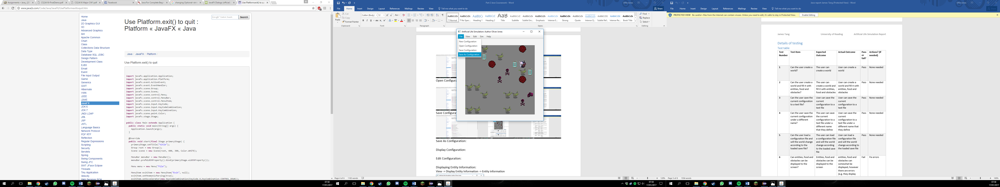 Assignments – Java_ (2(
CS2JA16-FinalDemo.pdf
CS2JA16 Major CW1.pdf
Facebook
Java For Complete Begin
changing Optional<strin
JavaFX Dialogs (official) |
Use Platform.exit() to qui
www.java2s.com/Code/Java/JavaFX/UsePlatformexittoquit.htm
Home
Java
2D Graphics GUI
3D
Advanced Graphics
Ant
Apache Common
Chart
Class
Collections Data Structure
Data Type
Database SQL JDBC
Design Pattern
Development Class
EJB3
Email
Event
File Input Output
Game
Generics
GWT
Hibernate
I18N
J2EE
J2ME
JavaFX
JDK 6
JDK 7
JNDI LDAP
JPA
JSP
JSTL
Language Basics
Network Protocol
PDF RTF
Reflection
Regular Expressions
Scripting
Security
Servlets
Spring
Swing Components
Swing JFC
SWT JFace Eclipse
Threads
Tiny Application
Velocity
Web Services SOA
Search
Use Platform.exit() to quit :
Platform « JavaFX « Java
Java / JavaFX / Platform /
Use Platform.exit() to quit
import javafx.application.Application;
import javafx.application.Platform;
import javafx.event.ActionEvent;
import javafx.event.EventHandler;
import javafx.scene.Group;
import javafx.scene.Scene;
import javafx.scene.control.Menu;
import javafx.scene.control.MenuBar;
import javafx.scene.control.MenuItem;
import javafx.scene.input.KeyCode;
import javafx.scene.input.KeyCodeCombination;
import javafx.scene.input.KeyCombination;
import javafx.scene.paint.Color;
import javafx.stage.Stage;
public class Main extends Application {
public static void main(String[] args) {
Application.launch(args);
}
@Override
public void start(final Stage primaryStage) {
primaryStage.setTitle("title");
Group root = new Group();
Scene scene = new Scene(root, 400, 300, Color.WHITE);
MenuBar menuBar = new MenuBar();
menuBar.prefWidthProperty().bind(primaryStage.widthProperty());
Menu menu = new Menu("File");
MenuItem exitItem = new MenuItem("Exit", null);
exitItem.setMnemonicParsing(true);
exitItem.setAccelerator(new KeyCodeCombination(KeyCode.X,KeyCombination.CONTROL_DOWN));
07:58
17/01/2017
Part 2 Java Coursework - Word
Ollie Jones
File Home Insert Design Layout References Mailings Review View Tell me what you want to do
Share
Paste
Cut
Copy
Format Painter
Clipboard
Calibri (Body) 12
Font
Paragraph
¶ Normal
¶ No Spac...
Heading 1
Heading 2
Title
Subtitle
Subtle Em...
Emphasis
Intense E...
Strong
Quote
Intense Q...
Subtle Ref...
Intense Re...
Book Title
Styles
Find
Replace
Select
Editing
Artificial Life Simulation: Author Oliver Jones
File View Edit Sim Help
New Configuration
Open Configuration
Save Configuration
Save As Configuration
Open Configura
Save Configurat
Save As Configuration:
Display Configuration:
Edit Configuration:
Displaying Entity Information:
View -> Display Entity Information -> Entity information
Page 4 of 6 1183 words
120%
07:58
17/01/2017
Java-report-James-Tang (Protected View) - Word
Ollie Jones
File Home Insert Design Layout References Mailings Review View Tell me what you want to do
Share
PROTECTED VIEW Be careful—files from the Internet can contain viruses. Unless you need to edit, it's safer to stay in Protected View. Enable Editing
James Tang University of Reading Artificial Life Simulation Report
Details of testing
Test table
Test Number
Test Item
Expected Outcome
Actual Outcome
Pass or fail?
Actions? (If needed)
1
Can the user create a world?
The user can create a world
User can create a world
Pass
None needed
2
Can the user create a world and fill it with entities, food and obstacles?
The user can create a world and fill it with entities, food and obstacles
User can create a world and fill it with entities, food and obstacles
Pass
None needed
3
Can the user save the current configuration to a text file?
User can save the current configuration to a text file
User can save the current configuration to a text file
Pass
None needed
4
Can the user save the current configuration under a different name?
The user can save the current configuration to a text file under a different name that they define
User can save the current configuration to a text file under a different name that they define
Pass
None needed
5
Can the user load a configuration file and will the world change according to the loaded save file?
The user can load a configuration file and will the world change according to the loaded save file
User can load a configuration file and will the world change according to the loaded save file
Pass
None needed
6
Can entities, food and obstacles can be displayed to the screen?
Entities, food and obstacles can be displayed to the screen
entities, food and obstacles can somewhat be displayed, however there are errors (e.g. they display
Fail
Fix errors
Page 5 of 8 1556 words
100%
07:58
17/01/2017